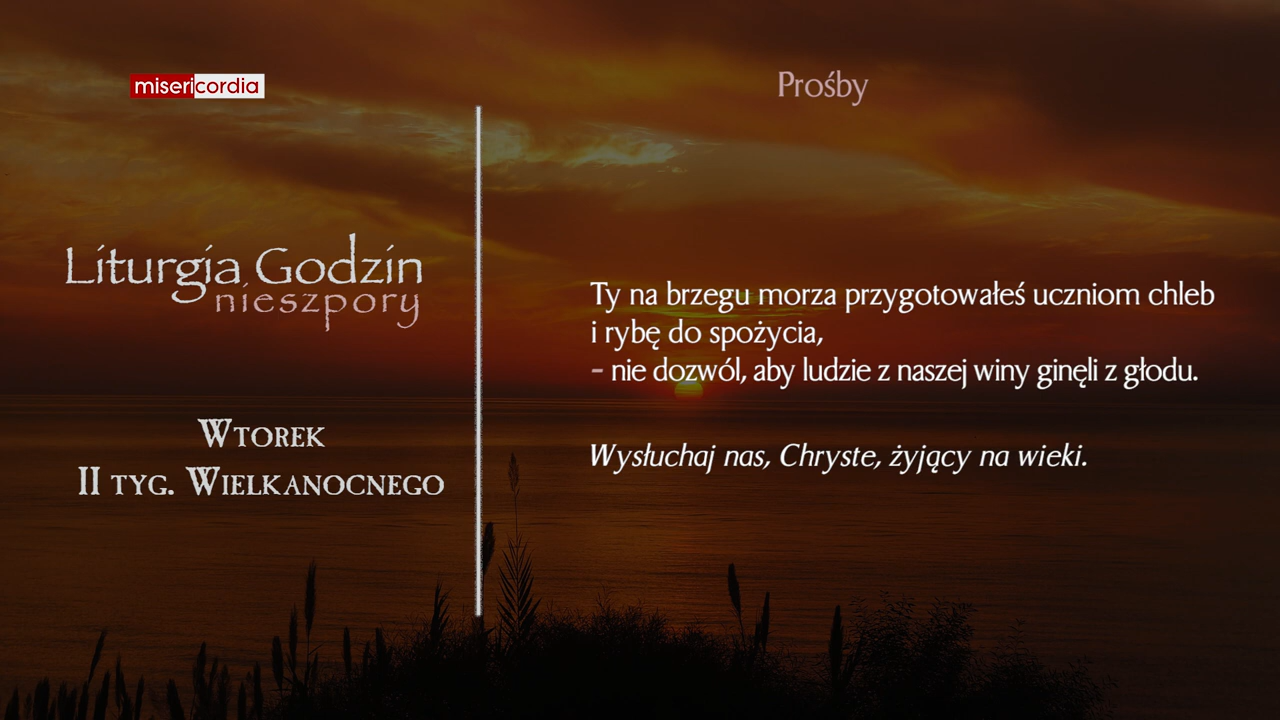 misericordia
Prośby
Liturgia Godzin
nieszpory
Wtorek
II tyg. Wielkanocnego
Ty na brzegu morza przygotowałeś uczniom chleb
i rybę do spożycia,
– nie dozwól, aby ludzie z naszej winy ginęli z głodu.
Wysłuchaj nas, Chryste, żyjący na wieki.